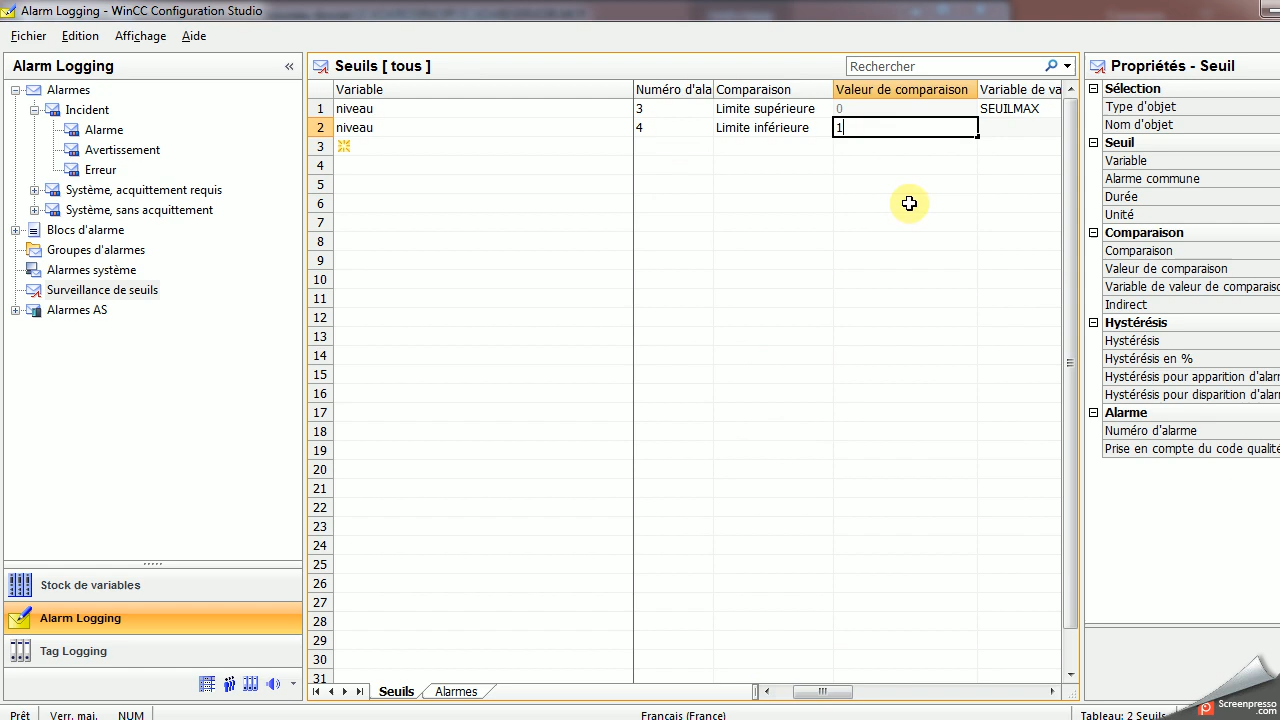 Alarm Logging - WinCC Configuration Studio
Fichier Edition Affichage Aide
Alarm Logging «
Alarmes
Incident
Alarme
Avertissement
Erreur
Système, acquittement requis
Système, sans acquittement
Blocs d'alarme
Groupes d'alarmes
Alarmes système
Surveillance de seuils
Alarmes AS
Stock de variables
Alarm Logging
Tag Logging
Seuils [ tous ] Rechercher
Variable Numéro d'ala Comparaison Valeur de comparaison Variable de va
1 niveau 3 Limite supérieure 0 SEUILMAX
2 niveau 4 Limite inférieure 1
3
4
5
6
7
8
9
10
11
12
13
14
15
16
17
18
19
20
21
22
23
24
25
26
27
28
29
30
31
Seuils Alarmes
Propriétés - Seuil
Sélection
Type d'objet
Nom d'objet
Seuil
Variable
Alarme commune
Durée
Unité
Comparaison
Comparaison
Valeur de comparaison
Variable de valeur de comparaiso
Indirect
Hystérésis
Hystérésis
Hystérésis en %
Hystérésis pour apparition d'alarm
Hystérésis pour disparition d'alarm
Alarme
Numéro d'alarme
Prise en compte du code qualité
Prêt Verr. maj. NUM Français (France) Tableau: 2 Seuils
Screenpresso
.com